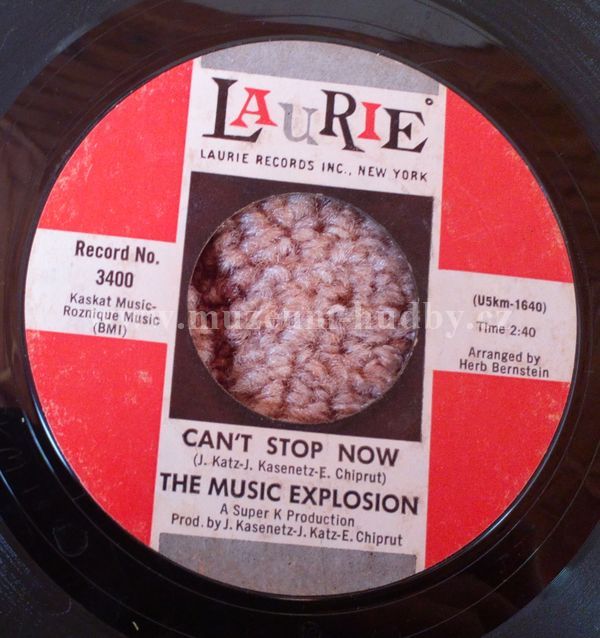 LAURIE
LAURIE RECORDS INC., NEW YORK
Record No.
3400
Kaskat Music-
Roznique Music
(BMI)
(U5km-1640)
Time 2:40
Arranged by
Herb Bernstein
www.muzeum-hudby.cz
CAN'T STOP NOW
(J. Katz-J. Kasenetz-E. Chiprut)
THE MUSIC EXPLOSION
A Super K Production
Prod. by J. Kasenetz-J. Katz-E. Chiprut